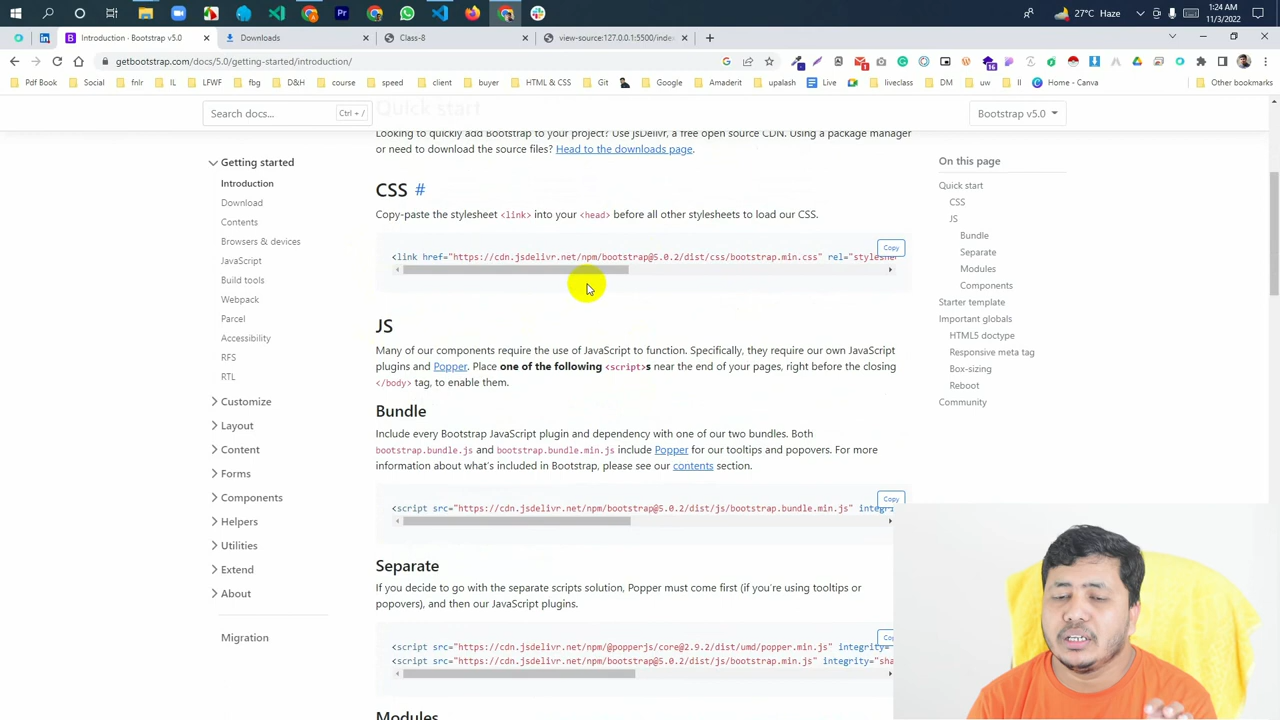 1:24 AM
27°C Haze
11/3/2022
Introduction · Bootstrap v5.0
Downloads
Class-8
view-source:127.0.0.1:5500/index
getbootstrap.com/docs/5.0/getting-started/introduction/
Pdf Book
Social
fnlr
IL
LFWF
fbg
D&H
course
speed
client
buyer
HTML & CSS
Git
Google
Amaderit
upalash
Live
liveclass
DM
uw
II
Home - Canva
Other bookmarks
Search docs...
Ctrl + /
Quick start
Bootstrap v5.0
Looking to quickly add Bootstrap to your project? Use jsDelivr, a free open source CDN. Using a package manager
or need to download the source files? Head to the downloads page.
CSS #
Copy-paste the stylesheet <link> into your <head> before all other stylesheets to load our CSS.
Copy
<link href="https://cdn.jsdelivr.net/npm/bootstrap@5.0.2/dist/css/bootstrap.min.css" rel="styleshe
JS
Many of our components require the use of JavaScript to function. Specifically, they require our own JavaScript
plugins and Popper. Place one of the following <script>s near the end of your pages, right before the closing
</body> tag, to enable them.
Bundle
Include every Bootstrap JavaScript plugin and dependency with one of our two bundles. Both
bootstrap.bundle.js and bootstrap.bundle.min.js include Popper for our tooltips and popovers. For more
information about what's included in Bootstrap, please see our contents section.
Copy
<script src="https://cdn.jsdelivr.net/npm/bootstrap@5.0.2/dist/js/bootstrap.bundle.min.js" integri
Separate
If you decide to go with the separate scripts solution, Popper must come first (if you're using tooltips or
popovers), and then our JavaScript plugins.
Co
<script src="https://cdn.jsdelivr.net/npm/@popperjs/core@2.9.2/dist/umd/popper.min.js" integrity=
<script src="https://cdn.jsdelivr.net/npm/bootstrap@5.0.2/dist/js/bootstrap.min.js" integrity="sha
Modules
Getting started
Introduction
Download
Contents
Browsers & devices
JavaScript
Build tools
Webpack
Parcel
Accessibility
RFS
RTL
Customize
Layout
Content
Forms
Components
Helpers
Utilities
Extend
About
Migration
On this page
Quick start
CSS
JS
Bundle
Separate
Modules
Components
Starter template
Important globals
HTML5 doctype
Responsive meta tag
Box-sizing
Reboot
Community